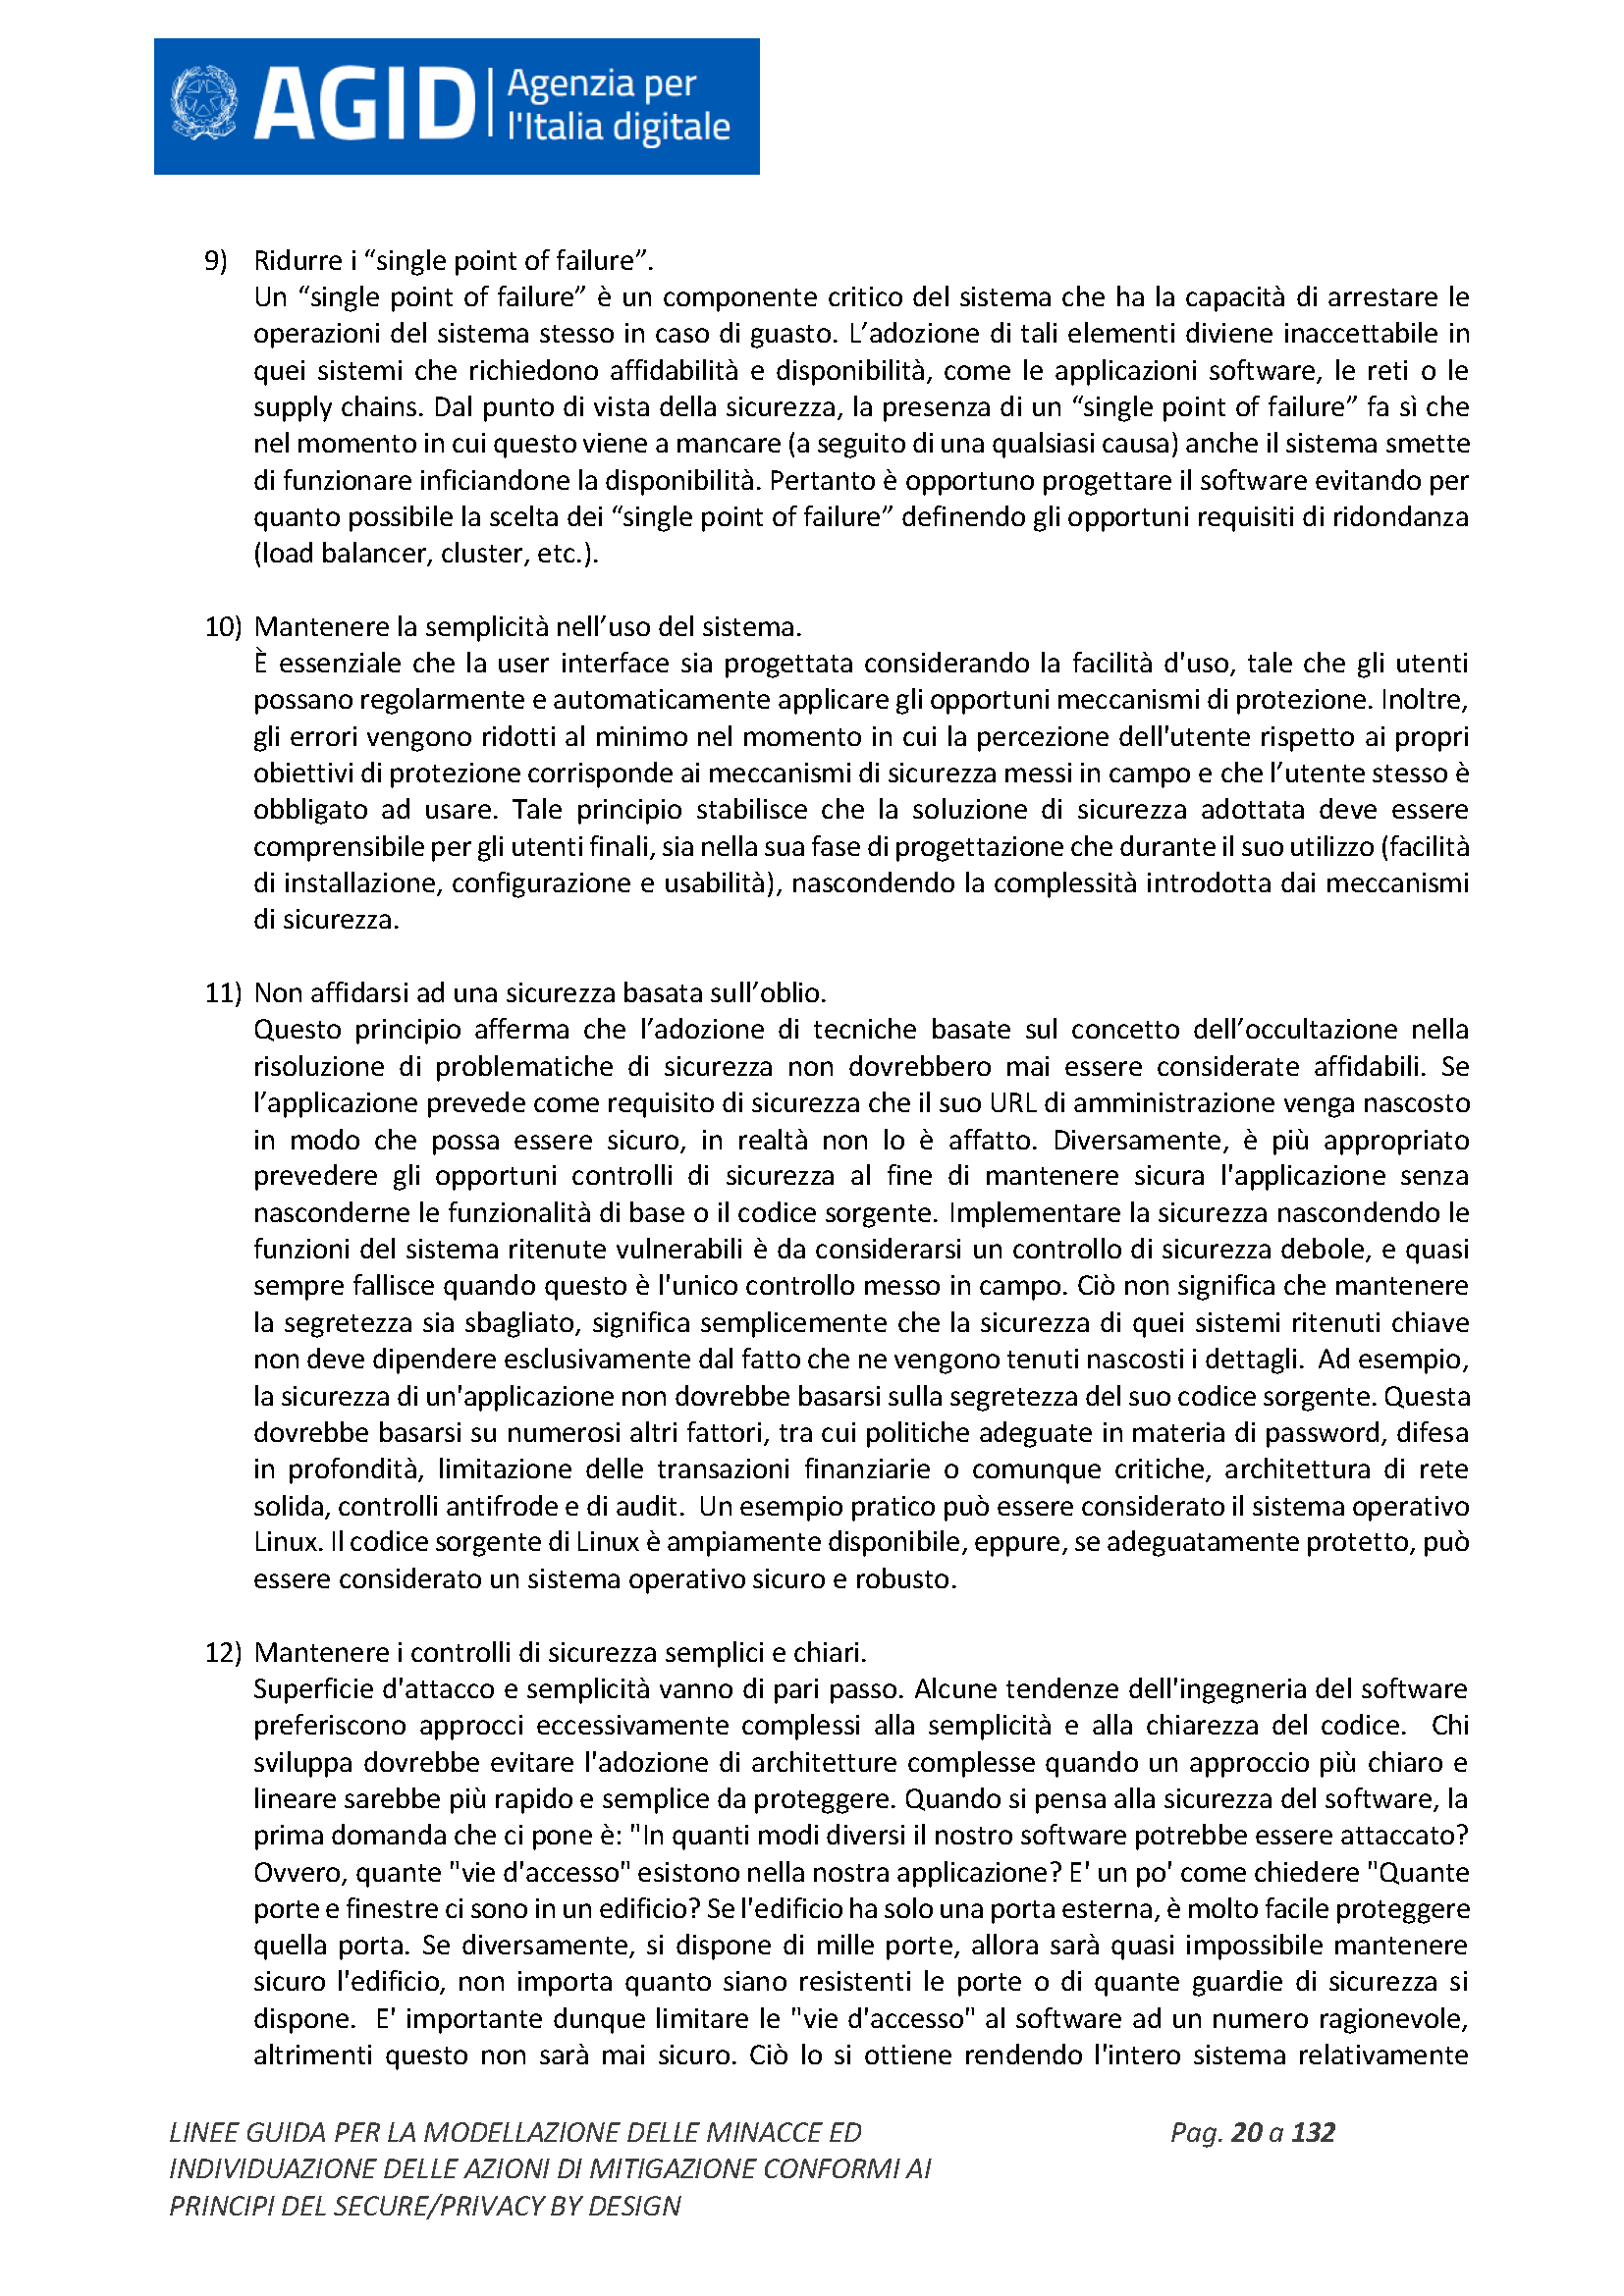 AGID
Agenzia per
l'Italia digitale
9) Ridurre i “single point of failure”.
Un “single point of failure” è un componente critico del sistema che ha la capacità di arrestare le
operazioni del sistema stesso in caso di guasto. L’adozione di tali elementi diviene inaccettabile in
quei sistemi che richiedono affidabilità e disponibilità, come le applicazioni software, le reti o le
supply chains. Dal punto di vista della sicurezza, la presenza di un “single point of failure” fa sì che
nel momento in cui questo viene a mancare (a seguito di una qualsiasi causa) anche il sistema smette
di funzionare inficiandone la disponibilità. Pertanto è opportuno progettare il software evitando per
quanto possibile la scelta dei “single point of failure” definendo gli opportuni requisiti di ridondanza
(load balancer, cluster, etc.).
10) Mantenere la semplicità nell’uso del sistema.
È essenziale che la user interface sia progettata considerando la facilità d'uso, tale che gli utenti
possano regolarmente e automaticamente applicare gli opportuni meccanismi di protezione. Inoltre,
gli errori vengono ridotti al minimo nel momento in cui la percezione dell'utente rispetto ai propri
obiettivi di protezione corrisponde ai meccanismi di sicurezza messi in campo e che l’utente stesso è
obbligato ad usare. Tale principio stabilisce che la soluzione di sicurezza adottata deve essere
comprensibile per gli utenti finali, sia nella sua fase di progettazione che durante il suo utilizzo (facilità
di installazione, configurazione e usabilità), nascondendo la complessità introdotta dai meccanismi
di sicurezza.
11) Non affidarsi ad una sicurezza basata sull’oblio.
Questo principio afferma che l’adozione di tecniche basate sul concetto dell’occultazione nella
risoluzione di problematiche di sicurezza non dovrebbero mai essere considerate affidabili. Se
l’applicazione prevede come requisito di sicurezza che il suo URL di amministrazione venga nascosto
in modo che possa essere sicuro, in realtà non lo è affatto. Diversamente, è più appropriato
prevedere gli opportuni controlli di sicurezza al fine di mantenere sicura l'applicazione senza
nasconderne le funzionalità di base o il codice sorgente. Implementare la sicurezza nascondendo le
funzioni del sistema ritenute vulnerabili è da considerarsi un controllo di sicurezza debole, e quasi
sempre fallisce quando questo è l'unico controllo messo in campo. Ciò non significa che mantenere
la segretezza sia sbagliato, significa semplicemente che la sicurezza di quei sistemi ritenuti chiave
non deve dipendere esclusivamente dal fatto che ne vengono tenuti nascosti i dettagli.  Ad esempio,
la sicurezza di un'applicazione non dovrebbe basarsi sulla segretezza del suo codice sorgente. Questa
dovrebbe basarsi su numerosi altri fattori, tra cui politiche adeguate in materia di password, difesa
in profondità, limitazione delle transazioni finanziarie o comunque critiche, architettura di rete
solida, controlli antifrode e di audit.  Un esempio pratico può essere considerato il sistema operativo
Linux. Il codice sorgente di Linux è ampiamente disponibile, eppure, se adeguatamente protetto, può
essere considerato un sistema operativo sicuro e robusto.
12) Mantenere i controlli di sicurezza semplici e chiari.
Superficie d'attacco e semplicità vanno di pari passo. Alcune tendenze dell'ingegneria del software
preferiscono approcci eccessivamente complessi alla semplicità e alla chiarezza del codice.  Chi
sviluppa dovrebbe evitare l'adozione di architetture complesse quando un approccio più chiaro e
lineare sarebbe più rapido e semplice da proteggere. Quando si pensa alla sicurezza del software, la
prima domanda che ci pone è: "In quanti modi diversi il nostro software potrebbe essere attaccato?
Ovvero, quante "vie d'accesso" esistono nella nostra applicazione? E' un po' come chiedere "Quante
porte e finestre ci sono in un edificio? Se l'edificio ha solo una porta esterna, è molto facile proteggere
quella porta. Se diversamente, si dispone di mille porte, allora sarà quasi impossibile mantenere
sicuro l'edificio, non importa quanto siano resistenti le porte o di quante guardie di sicurezza si
dispone.  E' importante dunque limitare le "vie d'accesso" al software ad un numero ragionevole,
altrimenti questo non sarà mai sicuro. Ciò lo si ottiene rendendo l'intero sistema relativamente
LINEE GUIDA PER LA MODELLAZIONE DELLE MINACCE ED
INDIVIDUAZIONE DELLE AZIONI DI MITIGAZIONE CONFORMI AI
PRINCIPI DEL SECURE/PRIVACY BY DESIGN
Pag. 20 a 132